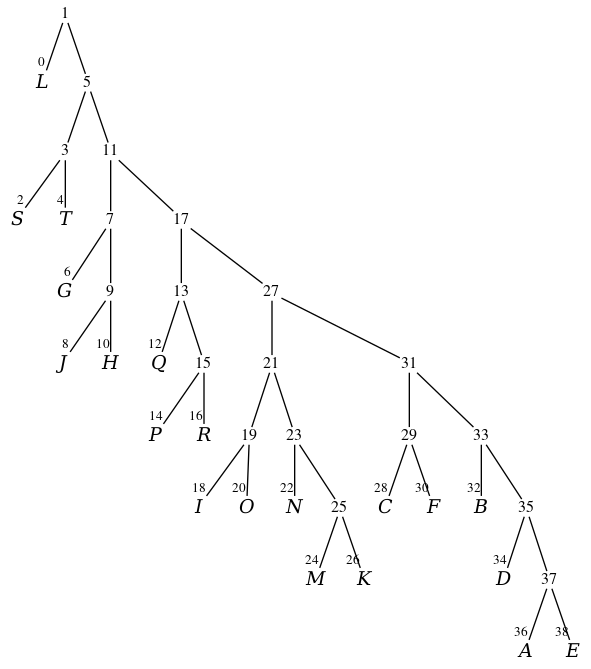 1
0
L 5
3 11
2 4
S T 7 17
6
G 9 13 27
8 10 12
J H Q 15 21 31
14 16
P R 19 23 29 33
18 20 22 28 30 32
I O N 25 C F B 35
24 26 34
M K D 37
36 38
A E